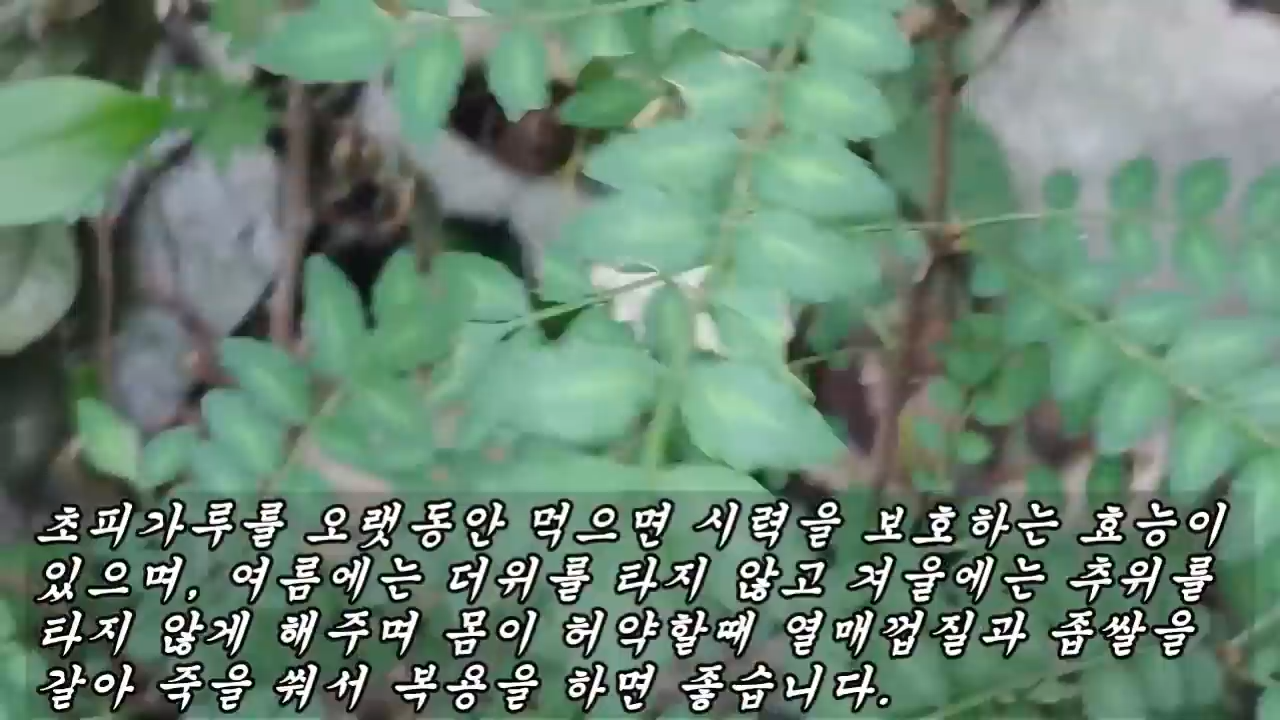 초피가루를 오랫동안 먹으면 시력을 보호하는 효능이
있으며, 여름에는 더위를 타지 않고 겨울에는 추위를
타지 않게 해주며 몸이 허약할때 열매껍질과 좁쌀을
갈아 죽을 쒀서 복용을 하면 좋습니다.